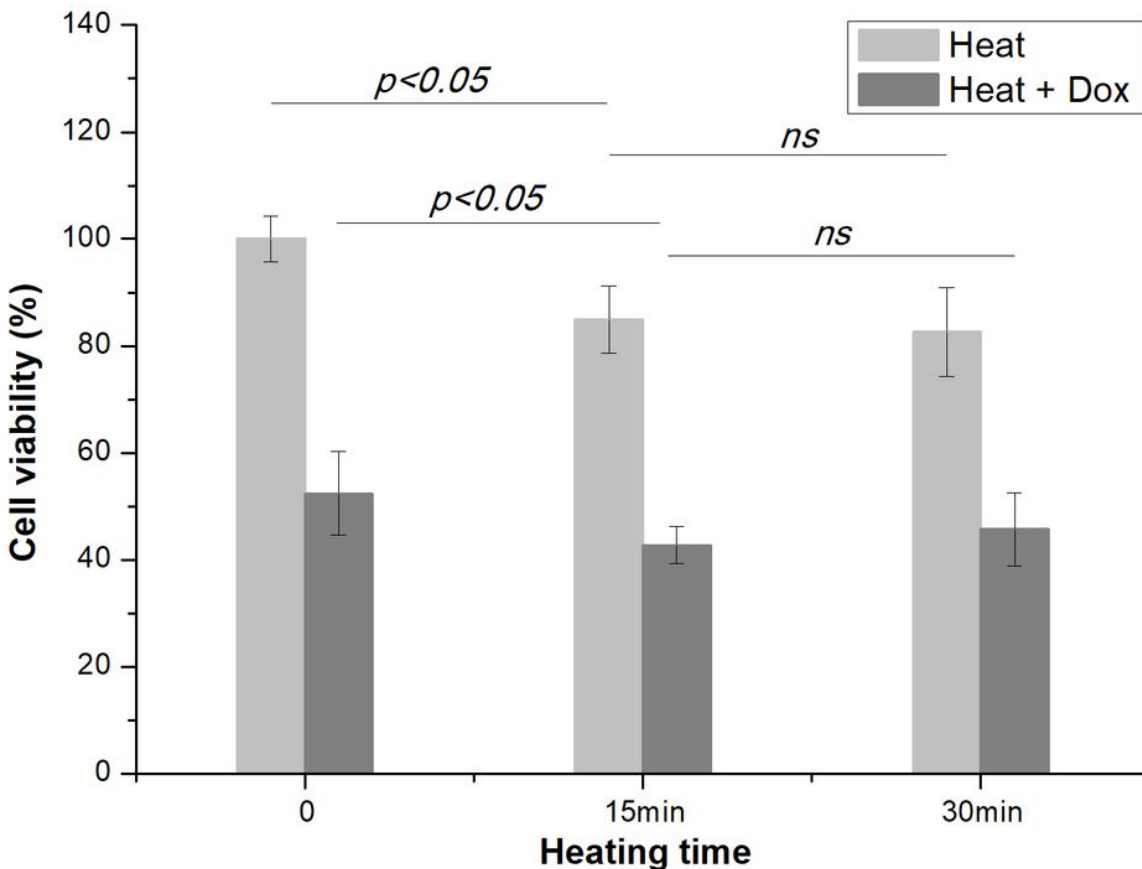 140
Heat
Heat + Dox
p<0.05
120
ns
p<0.05
ns
100
80
60
40
20
0
Cell viability (%)
0
15min
30min
Heating time